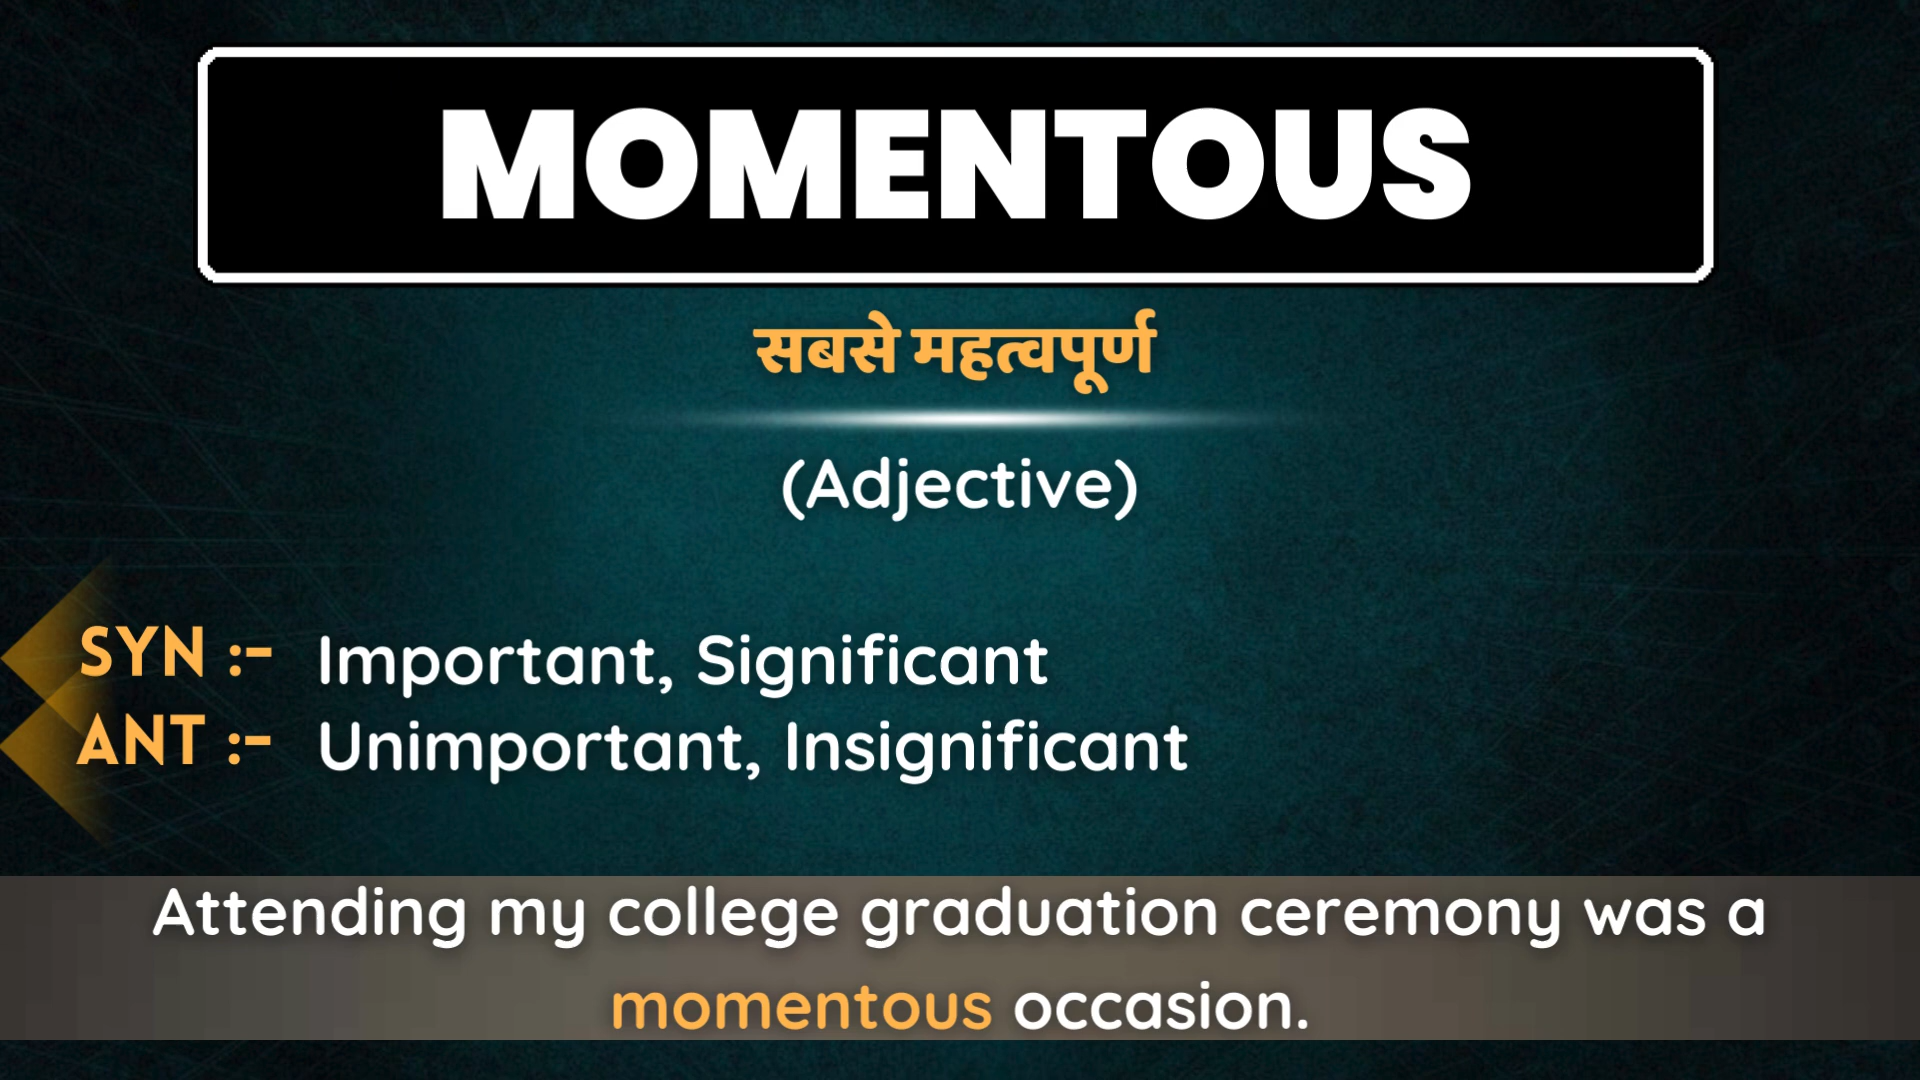 MOMENTOUS
सबसे महत्वपूर्ण
(Adjective)
SYN :- Important, Significant
ANT :- Unimportant, Insignificant
Attending my college graduation ceremony was a
momentous occasion.